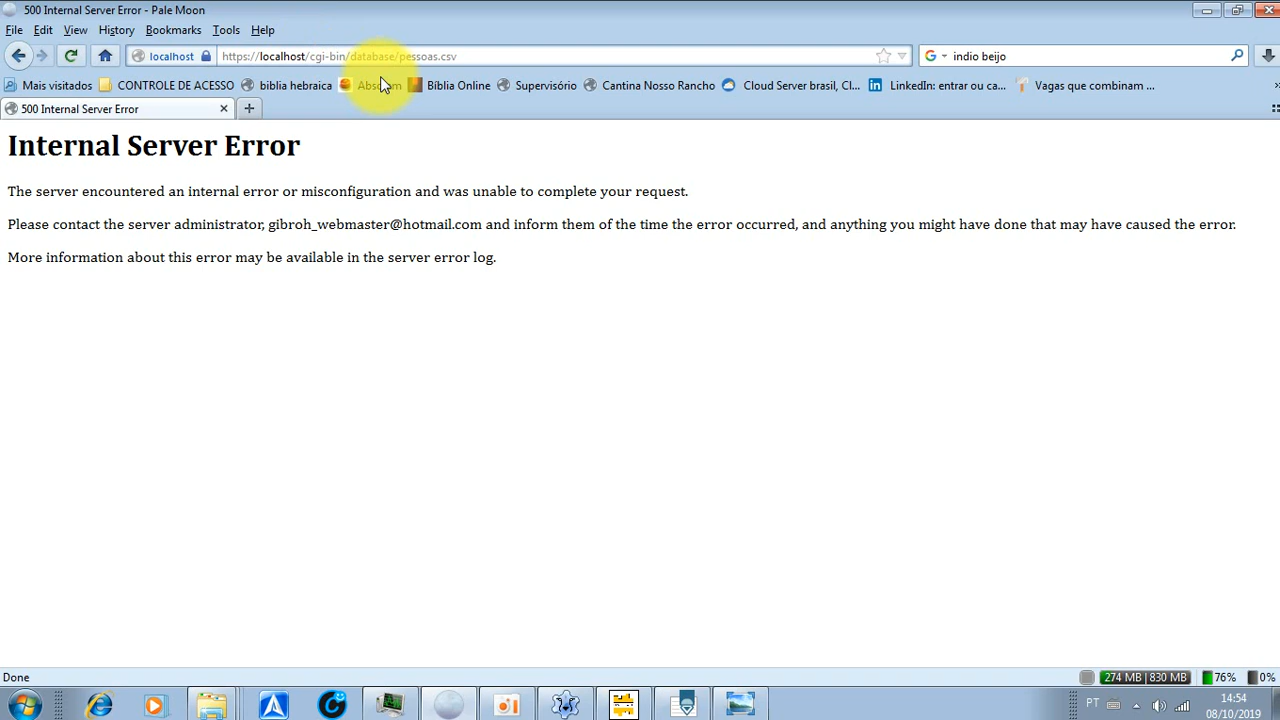 500 Internal Server Error - Pale Moon
File Edit View History Bookmarks Tools Help
localhost https://localhost/cgi-bin/database/pessoas.csv indio beijo
Mais visitados CONTROLE DE ACESSO biblia hebraica Bíblia Online Supervisório Cantina Nosso Rancho Cloud Server brasil, Cl... LinkedIn: entrar ou ca... Vagas que combinam ...
500 Internal Server Error
Internal Server Error
The server encountered an internal error or misconfiguration and was unable to complete your request.
Please contact the server administrator, gibroh_webmaster@hotmail.com and inform them of the time the error occurred, and anything you might have done that may have caused the error.
More information about this error may be available in the server error log.
Done 274 MB | 830 MB 76% 0%
PT 14:54
08/10/2019